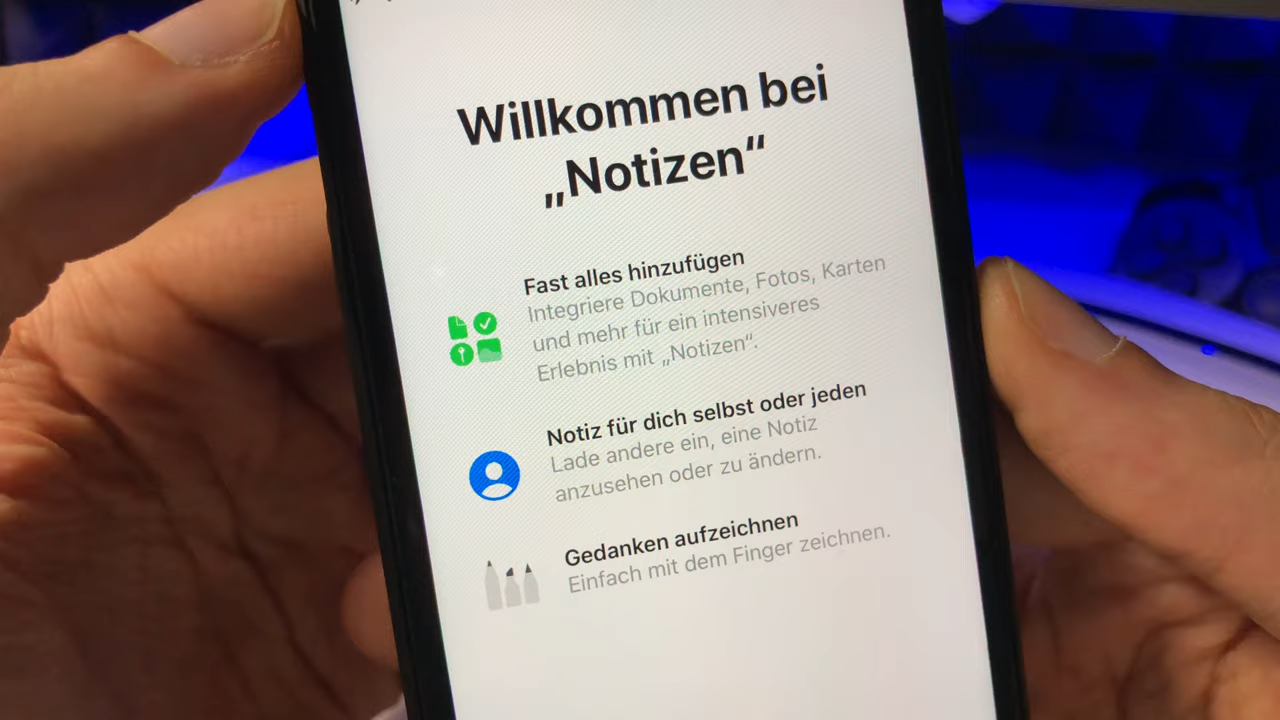 Willkommen bei
„Notizen“
Fast alles hinzufügen
Integriere Dokumente, Fotos, Karten
und mehr für ein intensiveres
Erlebnis mit „Notizen“.
Notiz für dich selbst oder jeden
Lade andere ein, eine Notiz
anzusehen oder zu ändern.
Gedanken aufzeichnen
Einfach mit dem Finger zeichnen.